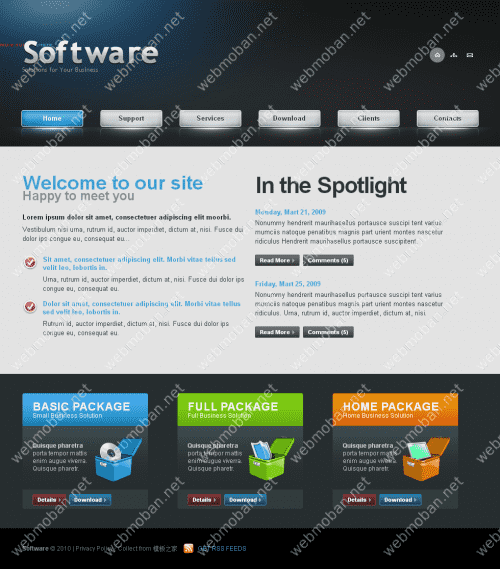 Software
Solutions for Your Business
Home
Support
Services
Download
Clients
Contacts
Welcome to our site
Happy to meet you
Lorem ipsum dolor sit amet, consectetuer adipiscing elit moorbi.
Vestibulum nisi urna, rutrum id, auctor imperdiet, dictum at, nisi. Fusce dui
dolor ips congue eu, consequat eu...
Sit amet, consectetuer adipiscing elit. Morbi vitae tellus sed
velit leo, lobortis in.
Urna, rutrum id, auctor imperdiet, dictum at, nisi. Fusce dui dolor ips
congue eu, consequat eu.
Dolor sit amet, consectetuer adipiscing elit. Morbi vitae tellus
sed velit leo, lobortis in.
Rutrum id, auctor imperdiet, dictum at, nisi. Fusce dui dolor ips
congue eu, consequat eu.
In the Spotlight
Monday, Mart 21, 2009
Nonummy hendrerit maurihasellus portausce suscipi tent varius
mumciis natoque penatibus magnis part urient montes nascetur
ridiculus Hendrerit maurihasellus portausce suscipitent.
Read More
Comments (5)
Friday, Mart 25, 2009
Nonummy hendrerit maurihasellus portausce suscipi tent varius
mumciis natoque penatibus magnis part urient montes nascetur
ridiculus. Urna, rutrum id, auctor imperdiet, dictum at, nisi.
Read More
Comments (5)
BASIC PACKAGE
Small Business Solution
Quisque pharetra
porta tempor mattis
enim augue viverra.
Quisque pharetr.
Details
Download
FULL PACKAGE
Full Business Solution
Quisque pharetra
porta tempor mattis
enim augue viverra.
Quisque pharetr.
Details
Download
HOME PACKAGE
Home Business Solution
Quisque pharetra
porta tempor mattis
enim augue viverra.
Quisque pharetr.
Details
Download
Software © 2010 | Privacy Policy Collect from 模板之家
GET RSS FEEDS
webmoban.net